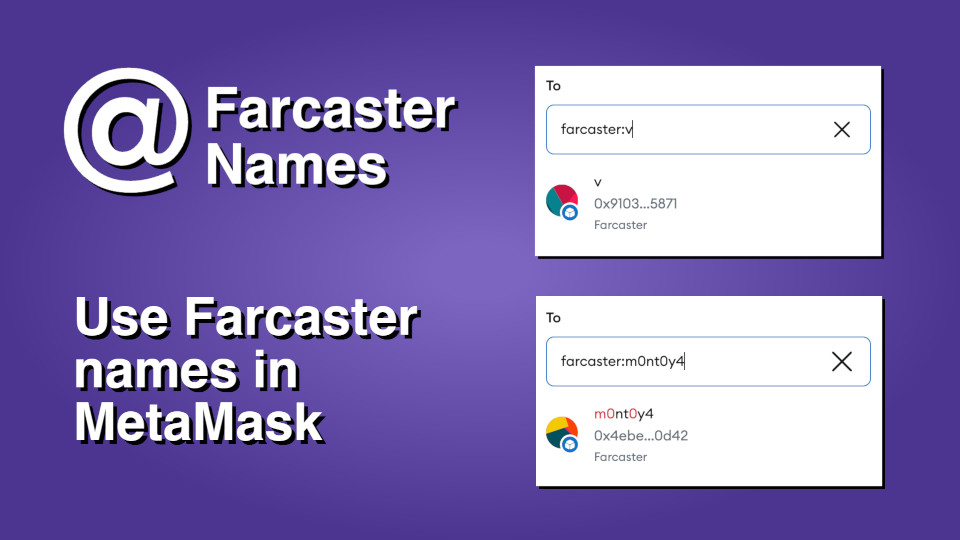 @ Farcaster
Names
Use Farcaster
names in
MetaMask
To
farcaster:v
v
0x9103...5871
Farcaster
To
farcaster:m0nt0y4
m0nt0y4
0x4ebe...0d42
Farcaster